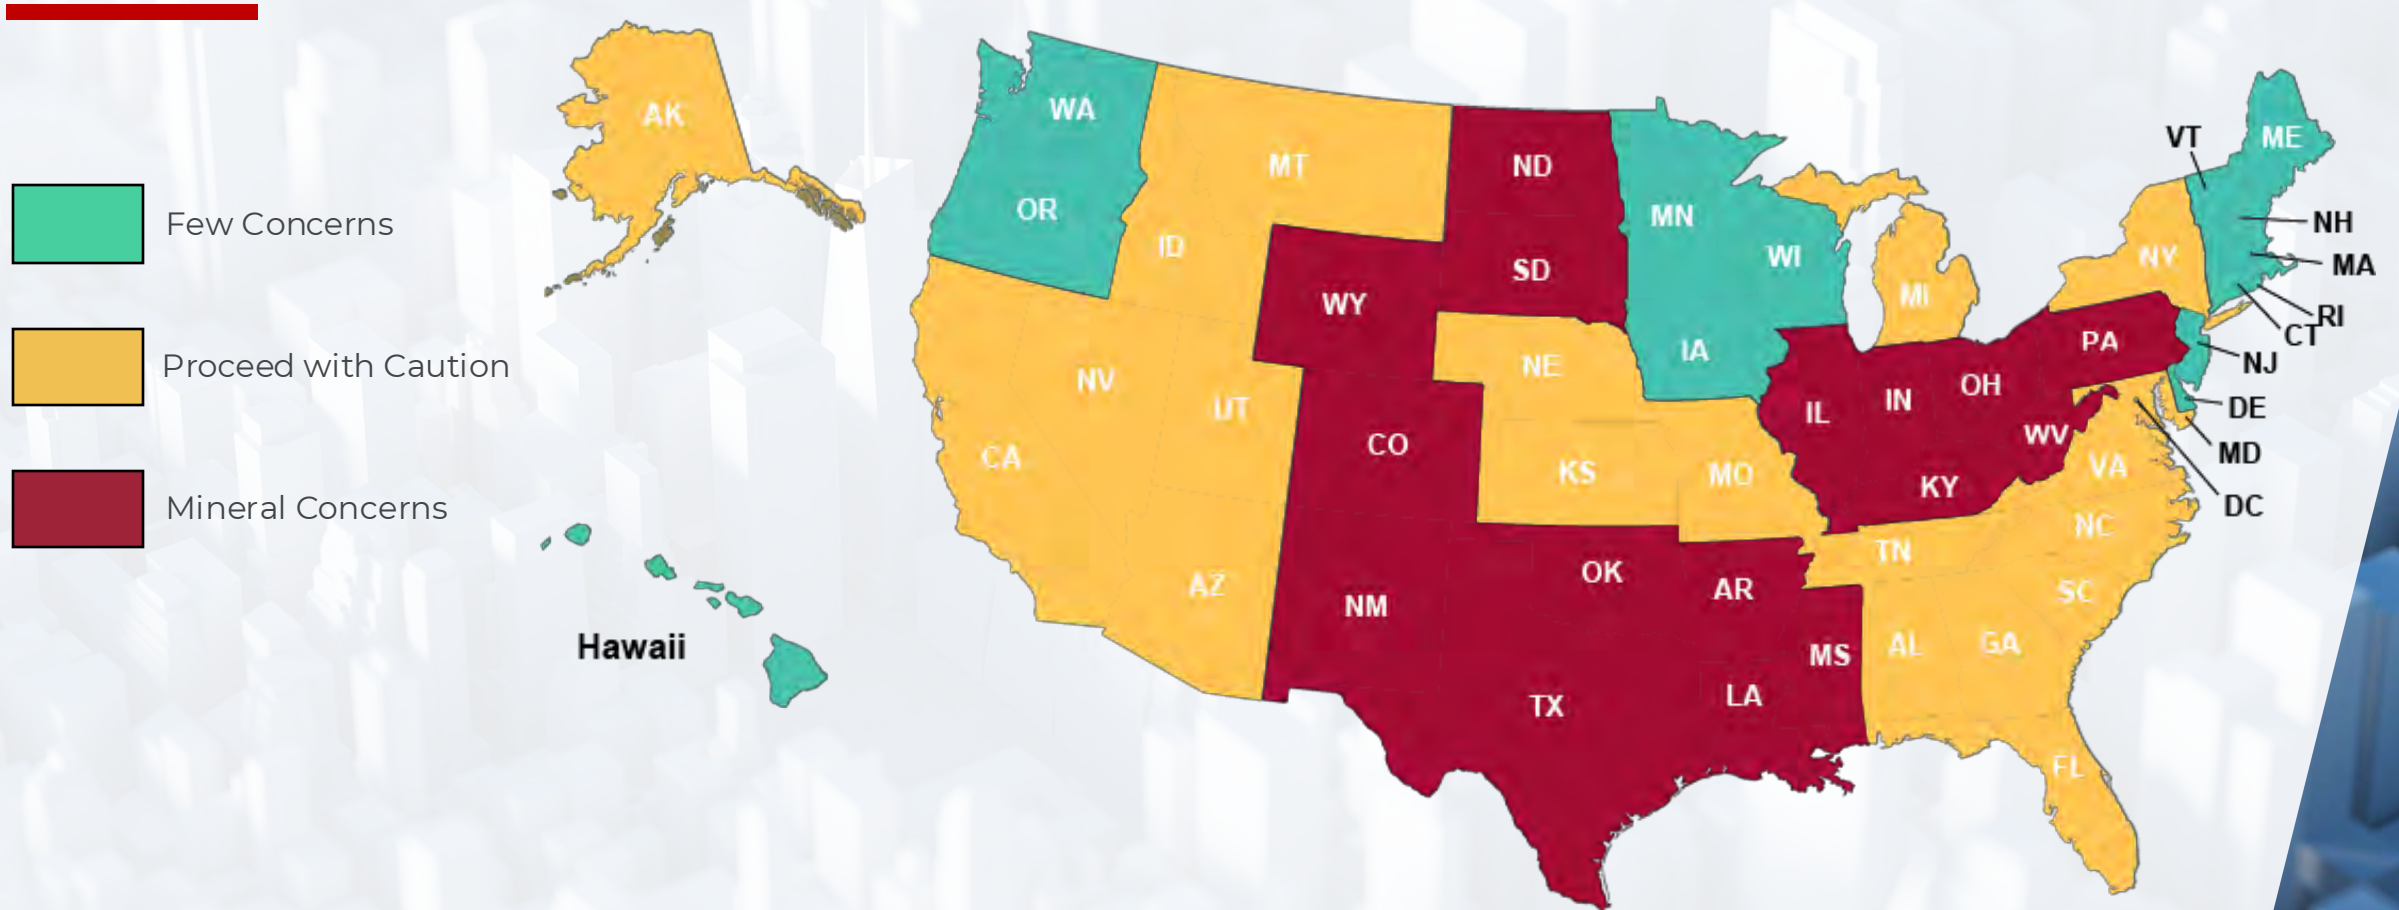 Few Concerns
Proceed with Caution
Mineral Concerns
AK
Hawaii
WA
OR
MT
ID
ND
SD
WY
MN
WI
MI
NV
UT
CA
NE
IA
CO
KS
MO
IL
IN
OH
WV
KY
PA
NY
VT
ME
NH
MA
RI
CT
NJ
DE
MD
DC
VA
NC
TN
SC
AZ
NM
OK
AR
TX
LA
MS
AL
GA
FL